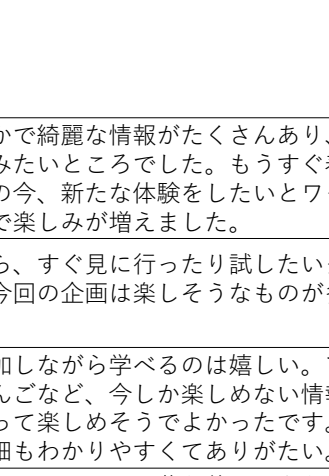 かで綺麗な情報がたくさんあり、
みたいところでした。もうすぐ
の今、新たな体験をしたいとワ
で楽しみが増えました。
ら、すぐ見に行ったり試したい
今回の企画は楽しそうなものが
加しながら学べるのは嬉しい。
んごなど、今しか楽しめない情報
って楽しめそうでよかったです。
細もわかりやすくてありがたい。